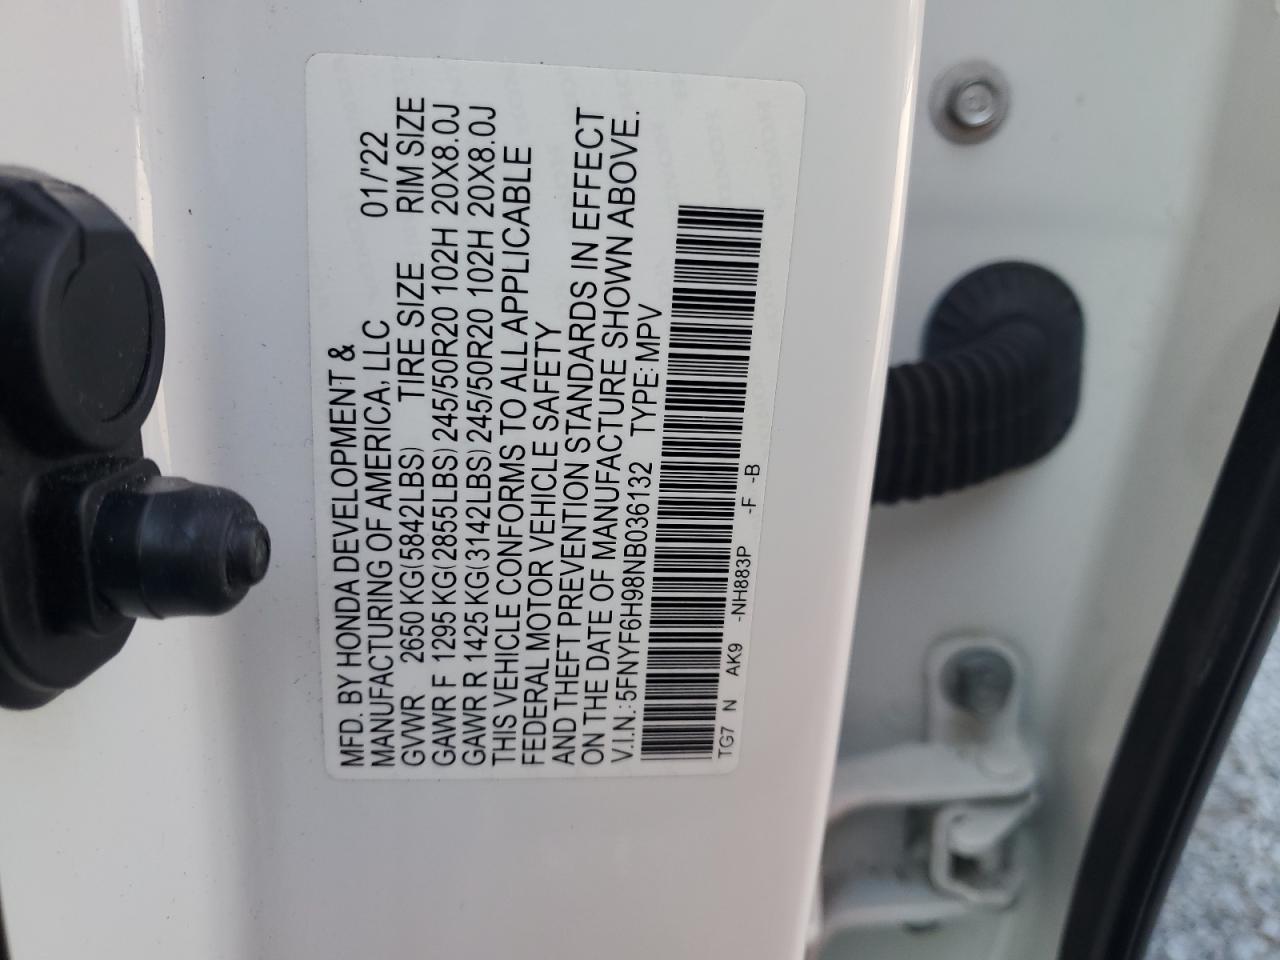 MFD. BY HONDA DEVELOPMENT &
MANUFACTURING OF AMERICA, LLC 01/'22
GVWR 2650 KG(5842LBS) TIRE SIZE RIM SIZE
GAWR F 1295 KG(2855LBS) 245/50R20 102H 20X8.0J
GAWR R 1425 KG(3142LBS) 245/50R20 102H 20X8.0J
THIS VEHICLE CONFORMS TO ALL APPLICABLE
FEDERAL MOTOR VEHICLE SAFETY
AND THEFT PREVENTION STANDARDS IN EFFECT
ON THE DATE OF MANUFACTURE SHOWN ABOVE.
V.I.N.:5FNYF6H98NB036132 TYPE:MPV
TG7 N AK9 -NH883P -F -B